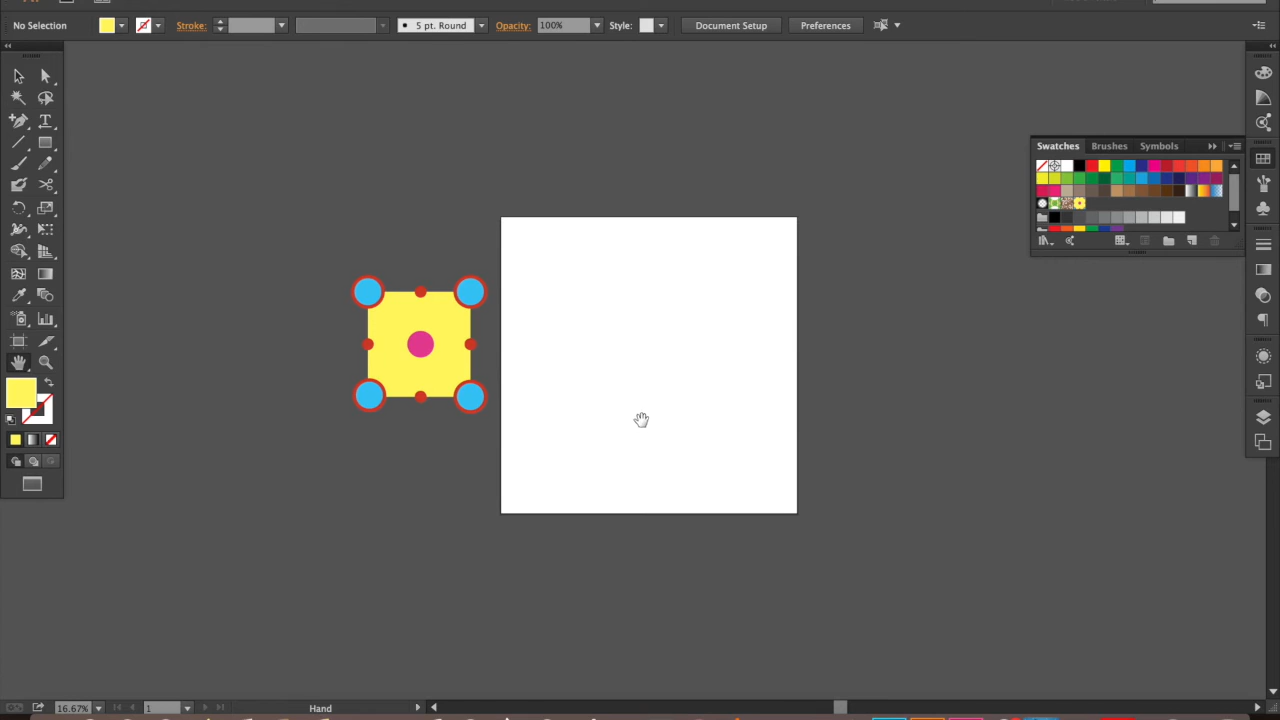 No Selection Stroke: 5 pt. Round Opacity: 100% Style: Document Setup Preferences
Swatches Brushes Symbols
16.67% 1 Hand